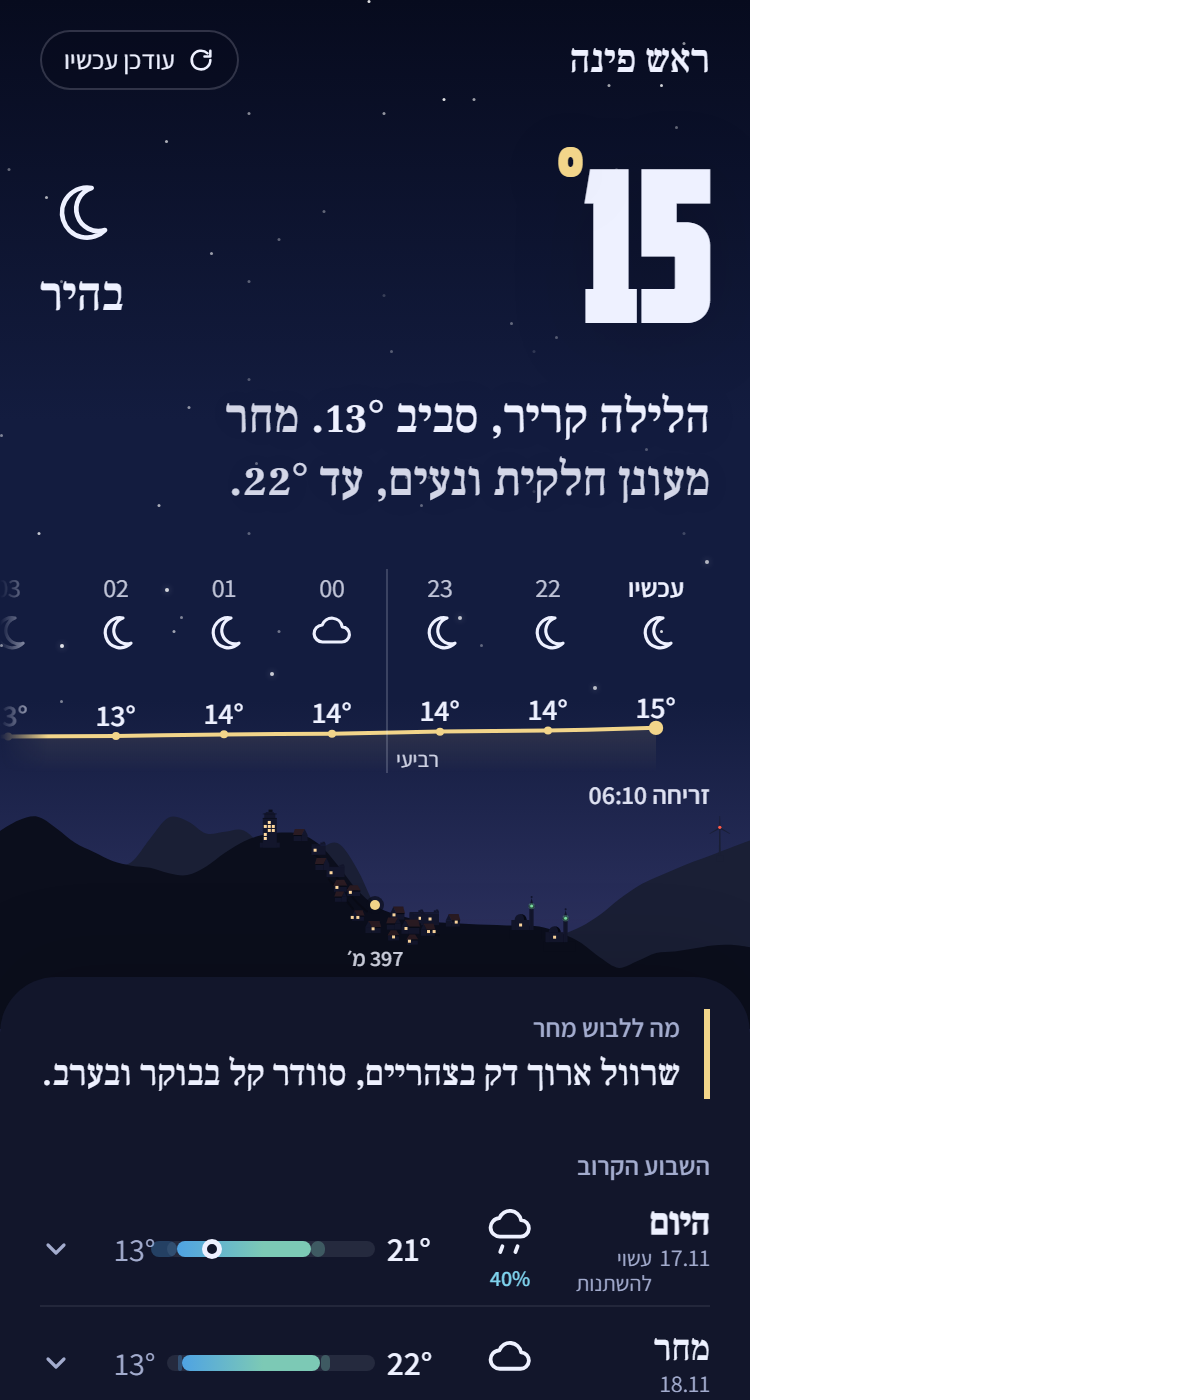 ראש פינה
עודכן עכשיו
15°
בהיר
הלילה קריר, סביב 13°. מחר
מעונן חלקית ונעים, עד 22°.
עכשיו 22 23 00 01 02 03
15° 14° 14° 14° 14° 13° 3°
רביעי
זריחה 06:10
397 מ׳
מה ללבוש מחר
שרוול ארוך דק בצהריים, סוודר קל בבוקר ובערב.
השבוע הקרוב
היום
17.11 עשוי
להשתנות
40%
21° 13°
מחר
18.11
22° 13°